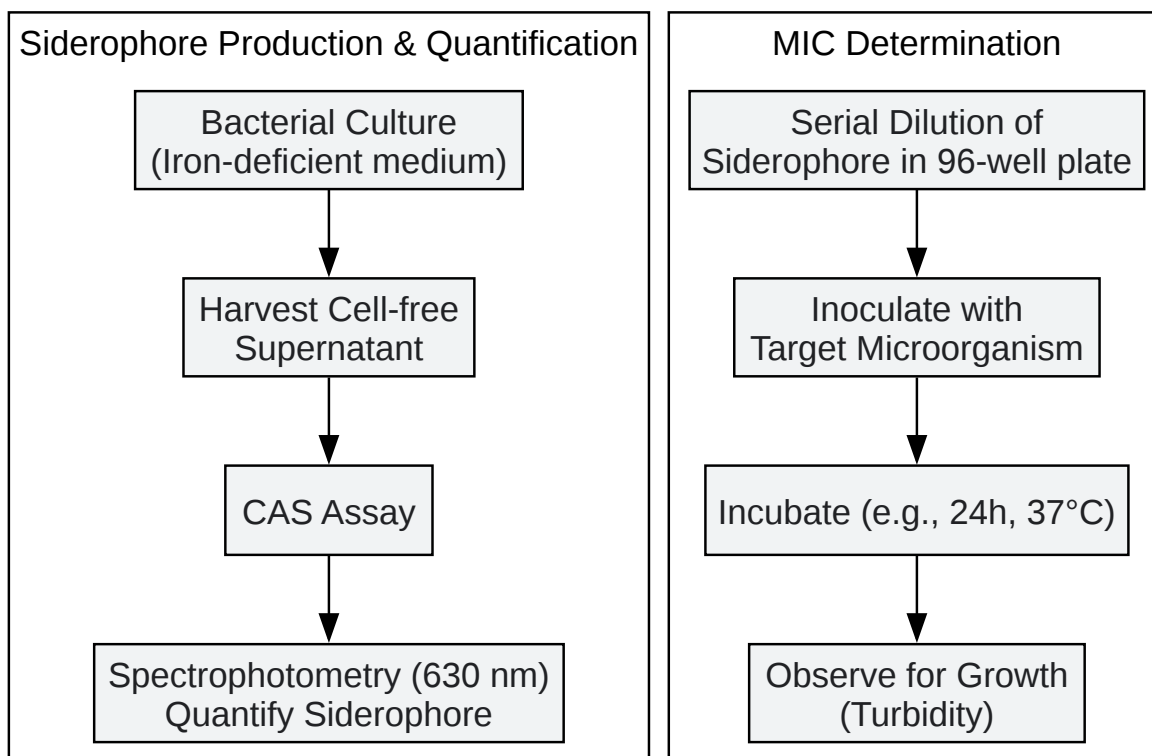 Siderophore Production & Quantification
Bacterial Culture
(Iron-deficient medium)
Harvest Cell-free
Supernatant
CAS Assay
Spectrophotometry (630 nm)
Quantify Siderophore
MIC Determination
Serial Dilution of
Siderophore in 96-well plate
Inoculate with
Target Microorganism
Incubate (e.g., 24h, 37°C)
Observe for Growth
(Turbidity)